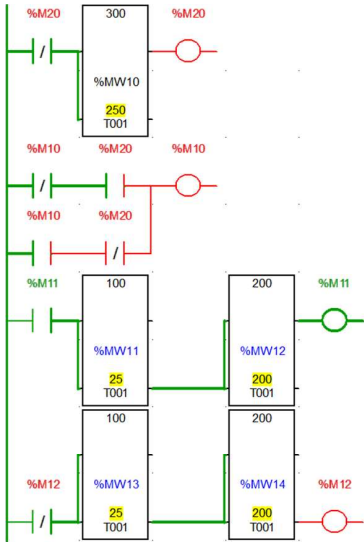 %M20 300 %M20
/
%MW10
250
T001
%M10 %M20 %M10
/
%M10 %M20
/
%M11 100 200 %M11
%MW11 %MW12
25 200
T001 T001
100 200
%M12 %MW13 %MW14 %M12
/ 25 200
T001 T001